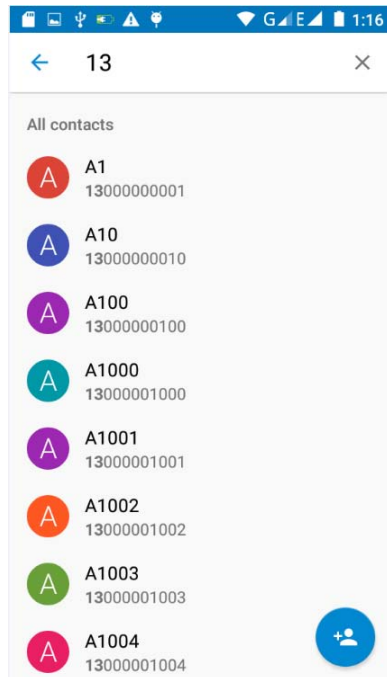 G E 1:16
13
All contacts
A A1
13000000001
A A10
13000000010
A A100
13000000100
A A1000
13000001000
A A1001
13000001001
A A1002
13000001002
A A1003
13000001003
A A1004
13000001004